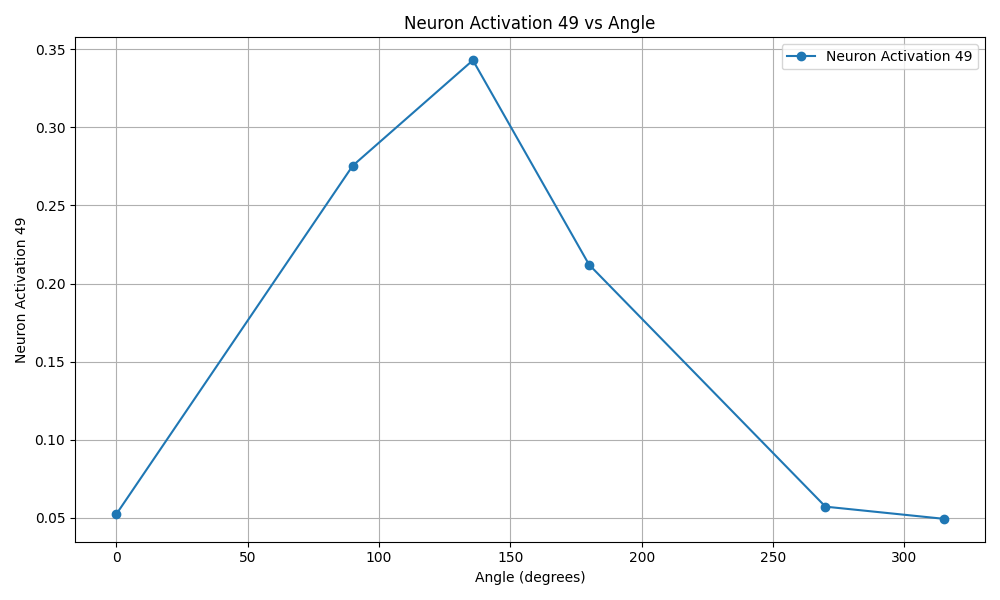 Neuron Activation 49 vs Angle
Neuron Activation 49
0.35
0.30
0.25
0.20
0.15
0.10
0.05
Neuron Activation 49
0 50 100 150 200 250 300
Angle (degrees)